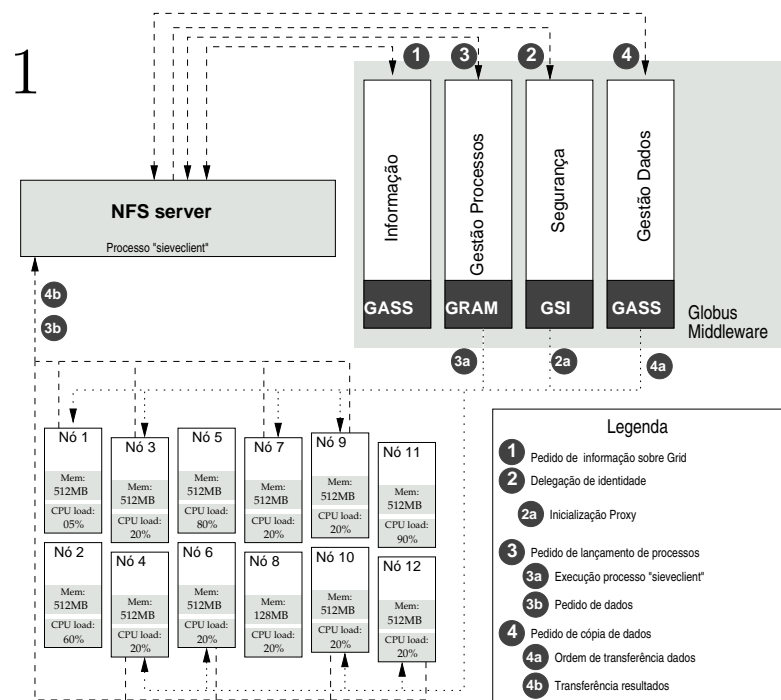 1
1
3
2
4
Informação
Gestão Processos
Segurança
Gestão Dados
GASS
GRAM
GSI
GASS
Globus
Middleware
NFS server
Processo "sieveclient"
4b
3b
3a
2a
4a
Nó 1
Mem:
512MB
CPU load:
05%
Nó 3
Mem:
512MB
CPU load:
20%
Nó 5
Mem:
512MB
CPU load:
80%
Nó 7
Mem:
512MB
CPU load:
20%
Nó 9
Mem:
512MB
CPU load:
20%
Nó 11
Mem:
512MB
CPU load:
90%
Nó 2
Mem:
512MB
CPU load:
60%
Nó 4
Mem:
512MB
CPU load:
20%
Nó 6
Mem:
512MB
CPU load:
20%
Nó 8
Mem:
128MB
CPU load:
20%
Nó 10
Mem:
512MB
CPU load:
20%
Nó 12
Mem:
512MB
CPU load:
20%
Legenda
1 Pedido de informação sobre Grid
2 Delegação de identidade
2a Inicialização Proxy
3 Pedido de lançamento de processos
3a Execução processo "sieveclient"
3b Pedido de dados
4 Pedido de cópia de dados
4a Ordem de transferência dados
4b Transferência resultados